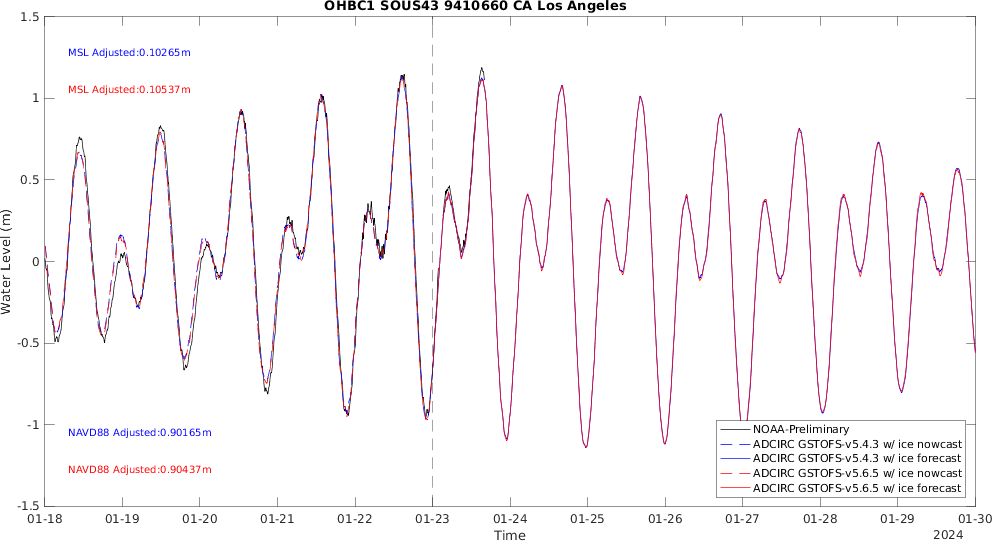 OHBC1 SOUS43 9410660 CA Los Angeles
1.5
1
0.5
0
-0.5
-1
-1.5
Water Level (m)
MSL Adjusted:0.10265m
MSL Adjusted:0.10537m
NAVD88 Adjusted:0.90165m
NAVD88 Adjusted:0.90437m
NOAA-Preliminary
ADCIRC GSTOFS-v5.4.3 w/ ice nowcast
ADCIRC GSTOFS-v5.4.3 w/ ice forecast
ADCIRC GSTOFS-v5.6.5 w/ ice nowcast
ADCIRC GSTOFS-v5.6.5 w/ ice forecast
01-18 01-19 01-20 01-21 01-22 01-23 01-24 01-25 01-26 01-27 01-28 01-29 01-30
Time
2024